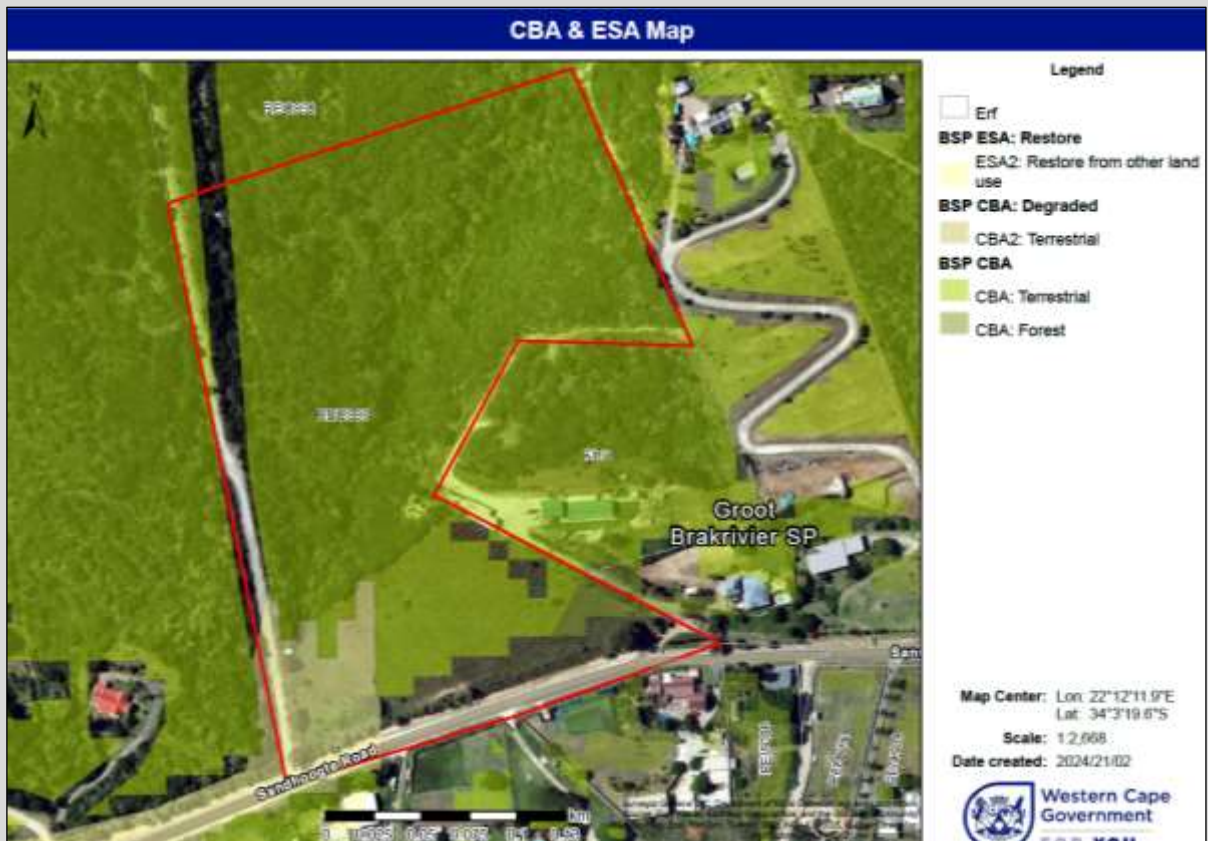 CBA & ESA Map
N
Groot
Brakrivier SP
Sandhoogte Road
km
Legend
Erf
BSP ESA: Restore
ESA2: Restore from other land
use
BSP CBA: Degraded
CBA2: Terrestrial
BSP CBA
CBA: Terrestrial
CBA: Forest
Map Center: Lon: 22°12'11.9"E
Lat: 34°3'19.6"S
Scale: 1:2,668
Date created: 2024/21/02
Western Cape
Government